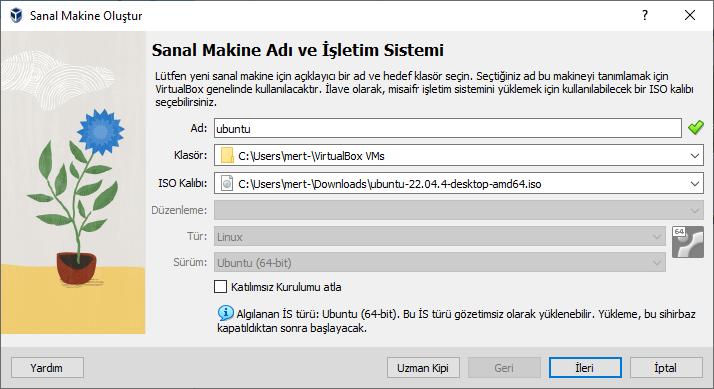 Sanal Makine Oluştur
Sanal Makine Adı ve İşletim Sistemi
Lütfen yeni sanal makine için açıklayıcı bir ad ve hedef klasör seçin. Seçtiğiniz ad bu makineyi tanımlamak için
VirtualBox genelinde kullanılacaktır. İlave olarak, misaifr işletim sistemini yüklemek için kullanılabilecek bir ISO kalıbı
seçebilirsiniz.
Ad: ubuntu
Klasör: C:\Users\mert-\VirtualBox VMs
ISO Kalıbı: C:\Users\mert-\Downloads\ubuntu-22.04.4-desktop-amd64.iso
Düzenleme:
Tür: Linux
64
Sürüm: Ubuntu (64-bit)
Katılımsız Kurulumu atla
Algılanan İS türü: Ubuntu (64-bit). Bu İS türü gözetimsiz olarak yüklenebilir. Yükleme, bu sihirbaz
kapatıldıktan sonra başlayacak.
Yardım Uzman Kipi Geri İleri İptal